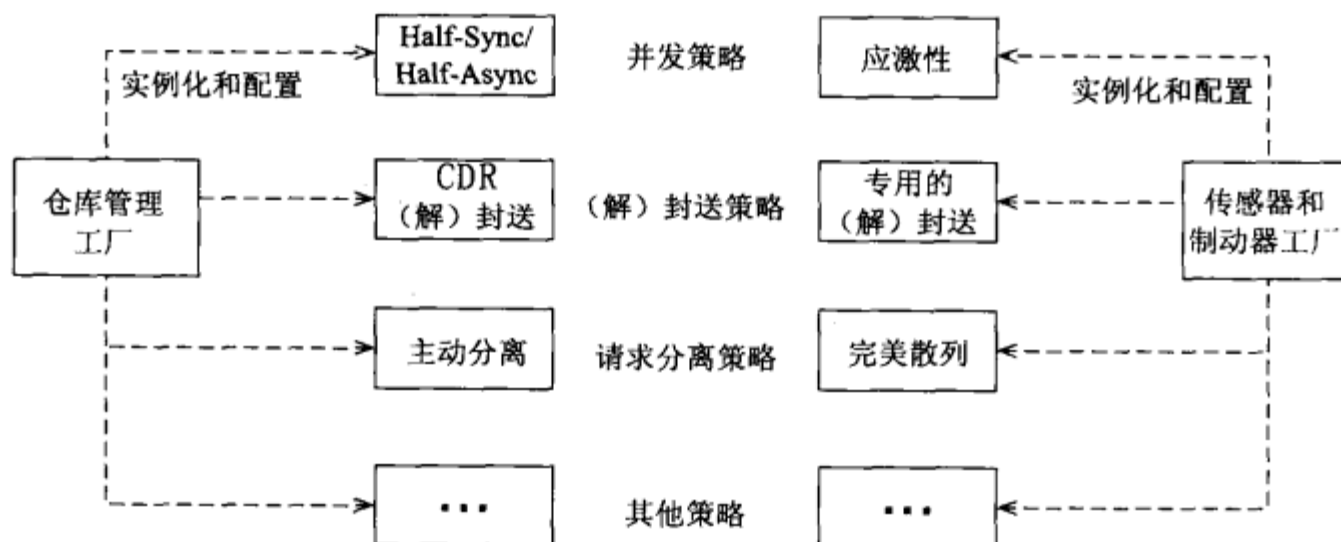 Half-Sync/
Half-Async
并发策略
应激性
实例化和配置
实例化和配置
仓库管理
工厂
CDR
（解）封送
（解）封送策略
专用的
（解）封送
传感器和
制动器工厂
主动分离
请求分离策略
完美散列
...
其他策略
...